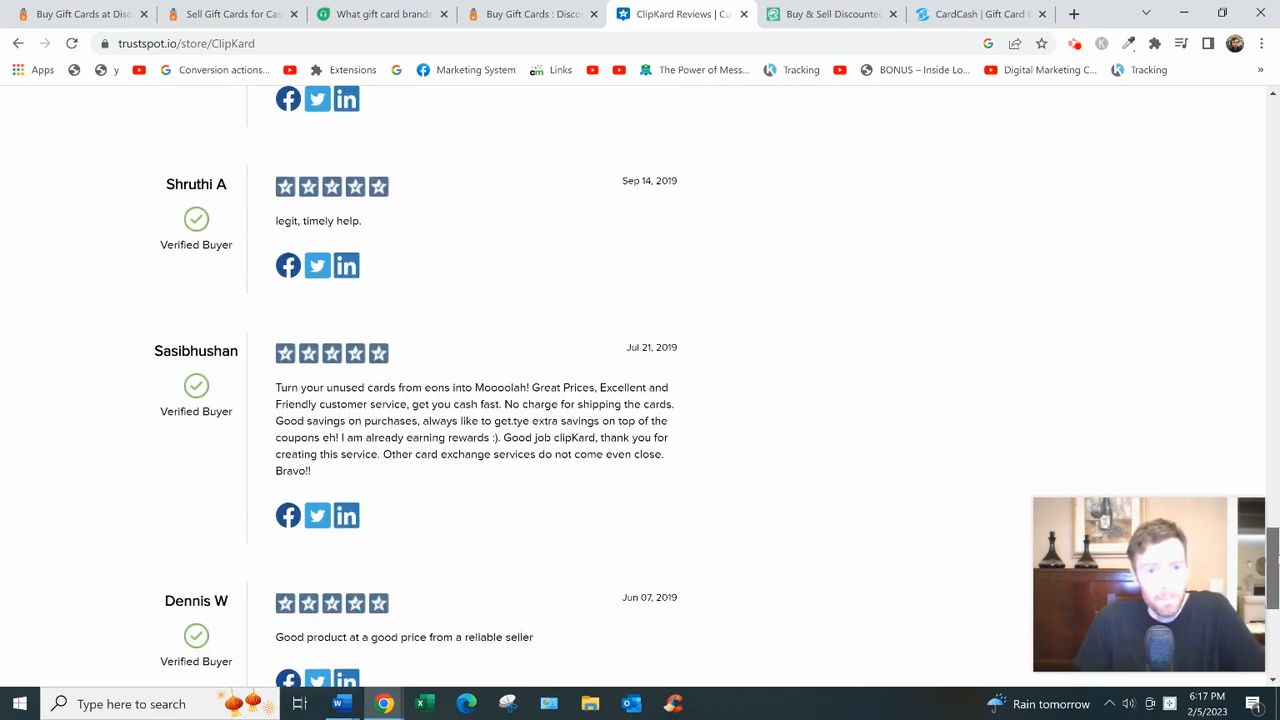 Buy Gift Cards at Dis
Sell Gift Cards for Cas
What gift card brands
Buy Gift Cards : Disco
ClipKard Reviews | Cu
Buy & Sell Discounted
CardCash | Gift Card E
trustspot.io/store/ClipKard
Apps
y
Conversion actions...
Extensions
Marketing System
Links
The Power of Mess...
Tracking
BONUS – Inside Lo...
Digital Marketing C...
Tracking
»
Shruthi A
Sep 14, 2019
Verified Buyer
legit, timely help.
Sasibhushan
Jul 21, 2019
Verified Buyer
Turn your unused cards from eons into Moooolah! Great Prices, Excellent and
Friendly customer service, get you cash fast. No charge for shipping the cards.
Good savings on purchases, always like to get.tye extra savings on top of the
coupons eh! I am already earning rewards :). Good job clipKard, thank you for
creating this service. Other card exchange services do not come even close.
Bravo!!
Dennis W
Jun 07, 2019
Verified Buyer
Good product at a good price from a reliable seller
Type here to search
Rain tomorrow
6:17 PM
2/5/2023
1